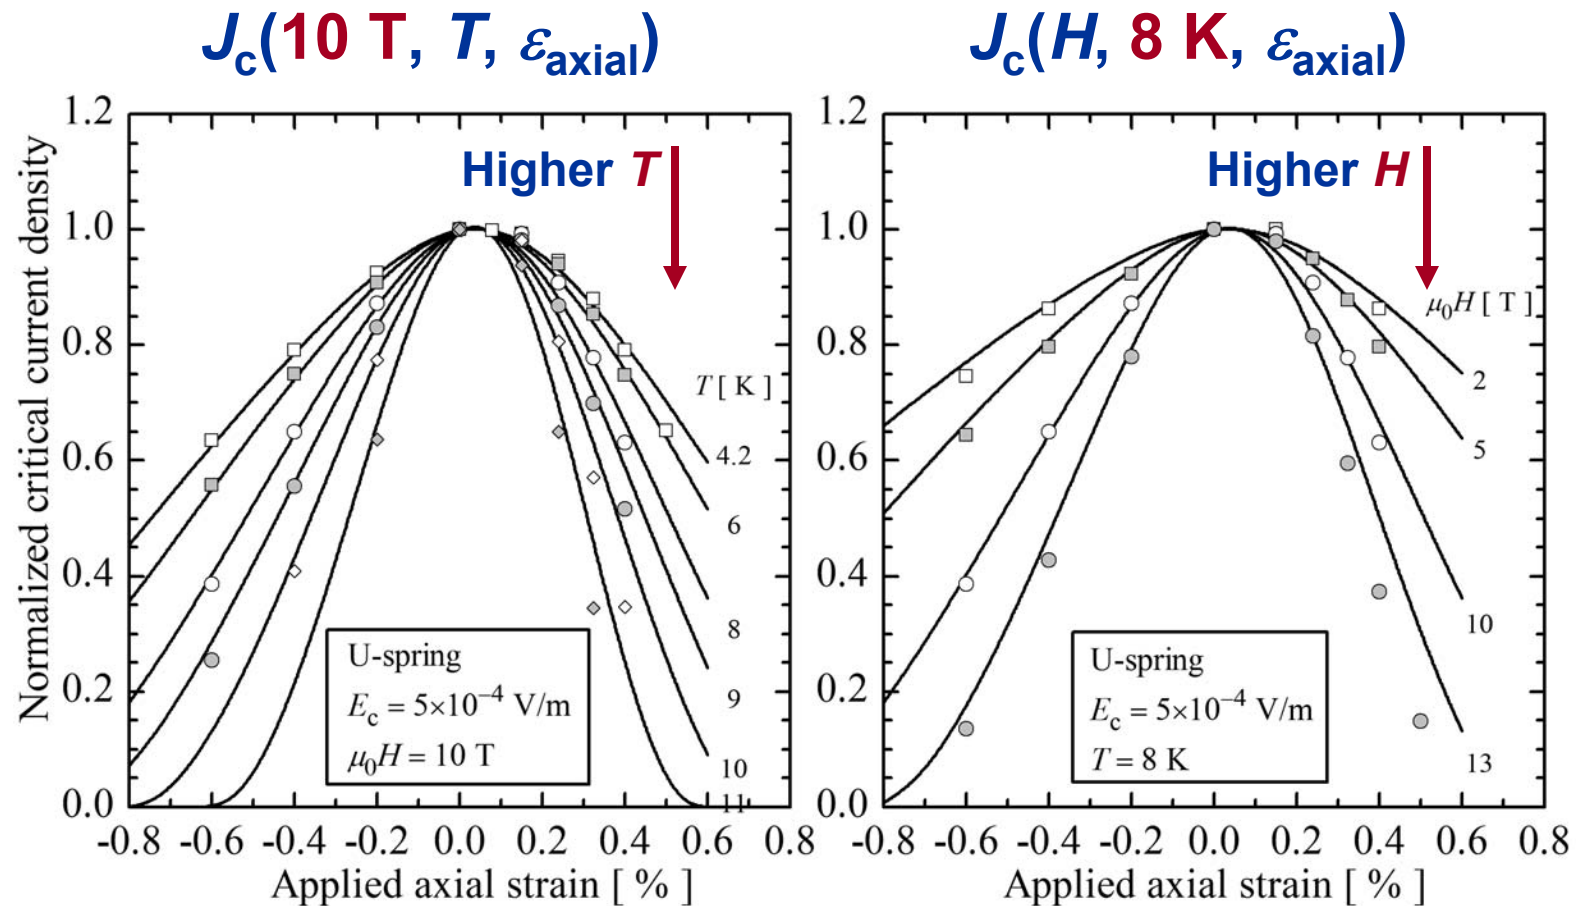 Jc(10 T, T, εaxial)
Jc(H, 8 K, εaxial)
Normalized critical current density
1.2
1.0
0.8
0.6
0.4
0.2
0.0
Higher T
T [ K ]
4.2
6
8
9
10
11
U-spring
Ec = 5×10−4 V/m
μ0H = 10 T
-0.8 -0.6 -0.4 -0.2 0.0 0.2 0.4 0.6 0.8
Applied axial strain [ % ]
1.2
1.0
0.8
0.6
0.4
0.2
0.0
Higher H
μ0H [ T ]
2
5
10
13
U-spring
Ec = 5×10−4 V/m
T = 8 K
-0.8 -0.6 -0.4 -0.2 0.0 0.2 0.4 0.6 0.8
Applied axial strain [ % ]